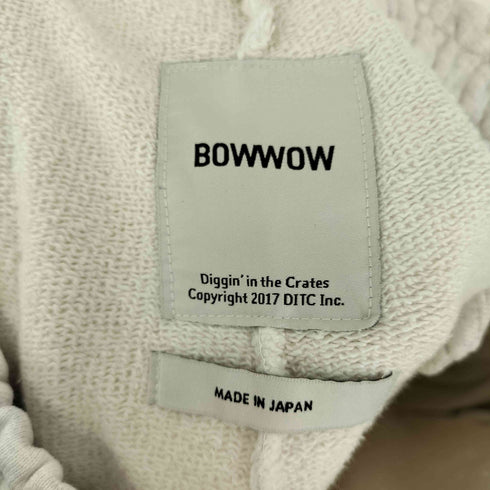 BOWWOW
Diggin' in the Crates
Copyright 2017 DITC Inc.
MADE IN JAPAN